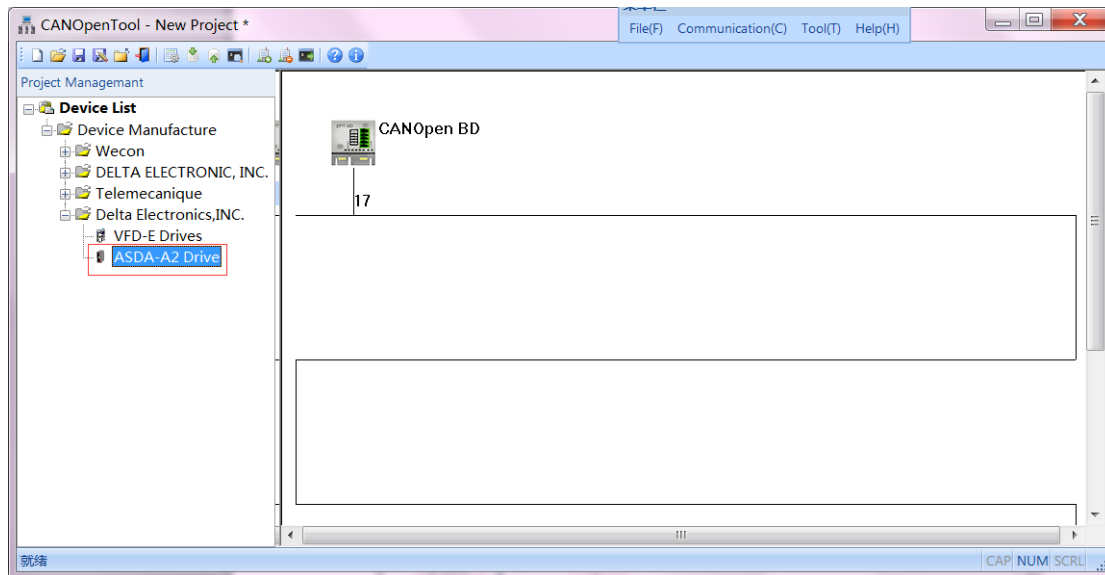 CANOpenTool - New Project *
File(F) Communication(C) Tool(T) Help(H)
Project Managemant
Device List
Device Manufacture
Wecon
DELTA ELECTRONIC, INC.
Telemecanique
Delta Electronics,INC.
VFD-E Drives
ASDA-A2 Drive
CANOpen BD
17
就绪
CAP NUM SCRL